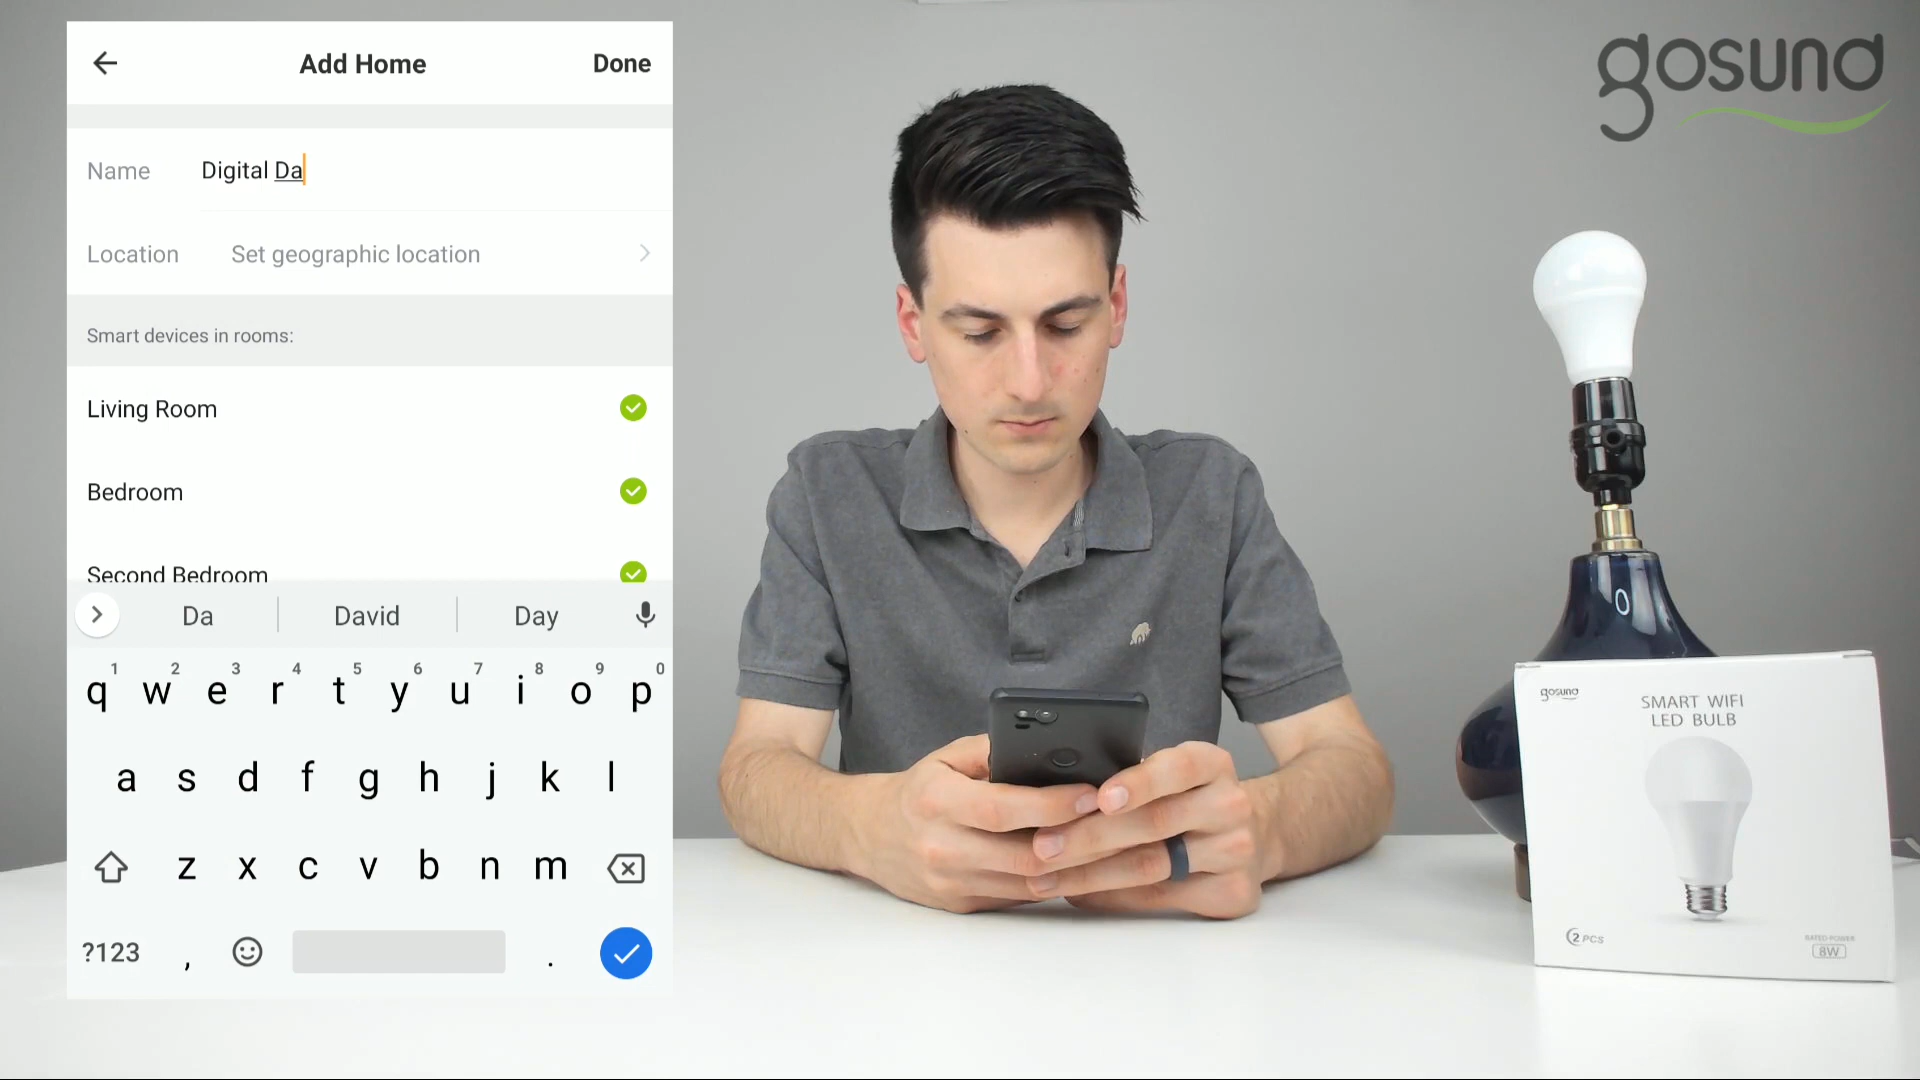 Add Home
Done
Name
Digital Da
Location
Set geographic location
Smart devices in rooms:
Living Room
Bedroom
Second Bedroom
Da
David
Day
1 2 3 4 5 6 7 8 9 0
q w e r t y u i o p
a s d f g h j k l
z x c v b n m
?123 , .
gosund
gosund
SMART WIFI
LED BULB
2 PCS
RATED POWER
8W